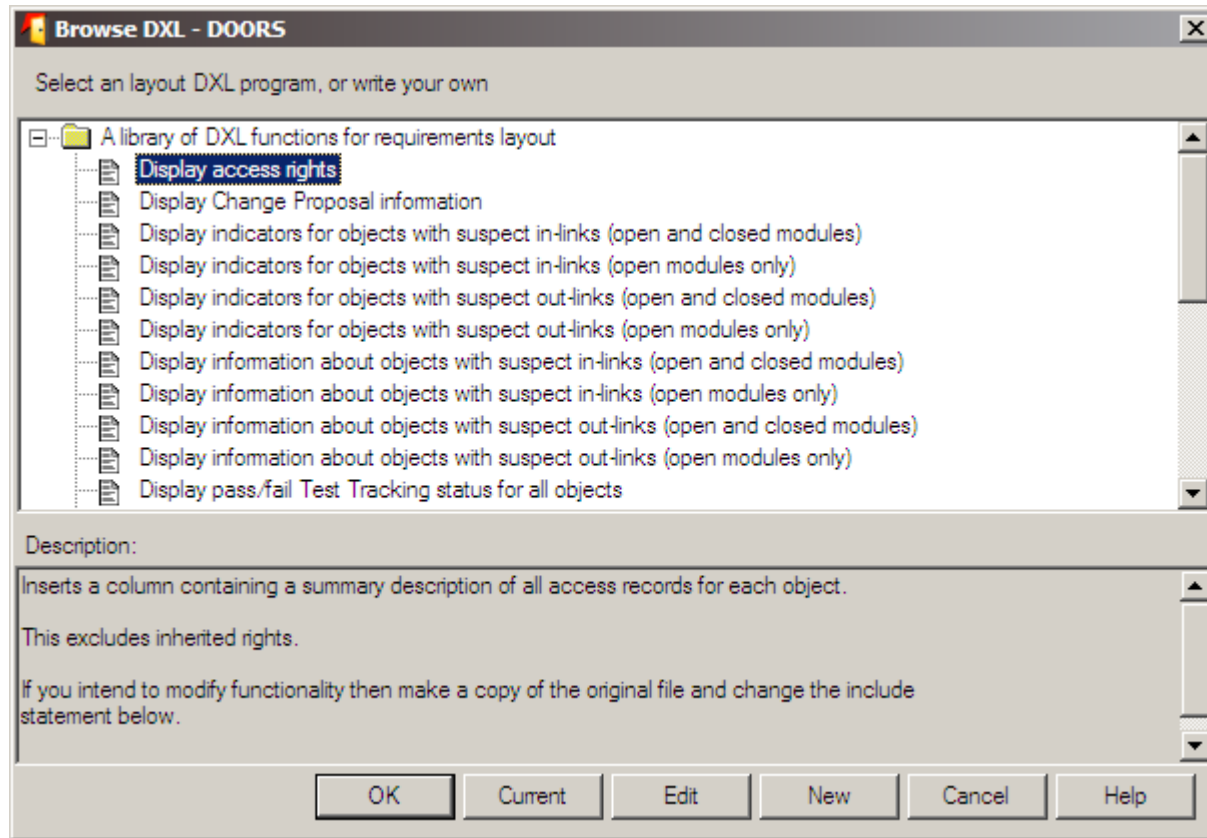 Browse DXL - DOORS
Select an layout DXL program, or write your own
A library of DXL functions for requirements layout
Display access rights
Display Change Proposal information
Display indicators for objects with suspect in-links (open and closed modules)
Display indicators for objects with suspect in-links (open modules only)
Display indicators for objects with suspect out-links (open and closed modules)
Display indicators for objects with suspect out-links (open modules only)
Display information about objects with suspect in-links (open and closed modules)
Display information about objects with suspect in-links (open modules only)
Display information about objects with suspect out-links (open and closed modules)
Display information about objects with suspect out-links (open modules only)
Display pass/fail Test Tracking status for all objects
Description:
Inserts a column containing a summary description of all access records for each object.
This excludes inherited rights.
If you intend to modify functionality then make a copy of the original file and change the include
statement below.
OK Current Edit New Cancel Help